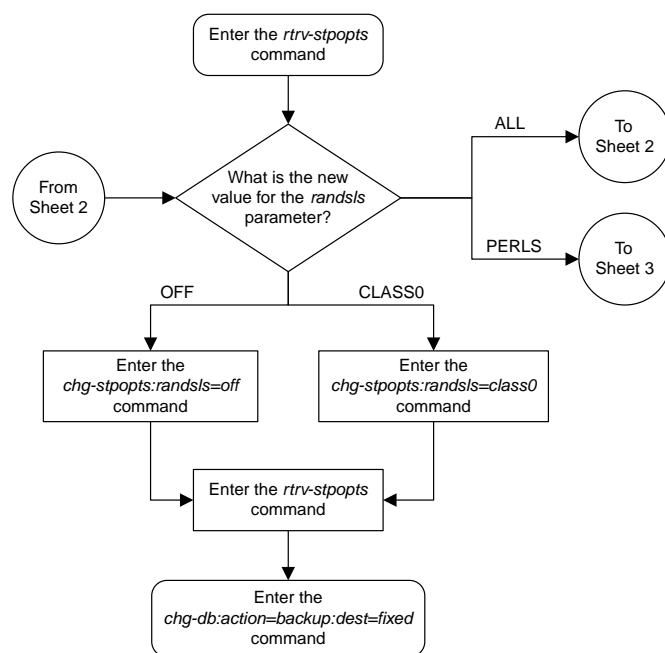 Enter the rtrv-stpopts
command
ALL
To
Sheet 2
From
Sheet 2
What is the new
value for the randsls
parameter?
PERLS
To
Sheet 3
OFF
CLASS0
Enter the
chg-stpopts:randsls=off
command
Enter the
chg-stpopts:randsls=class0
command
Enter the rtrv-stpopts
command
Enter the
chg-db:action=backup:dest=fixed
command